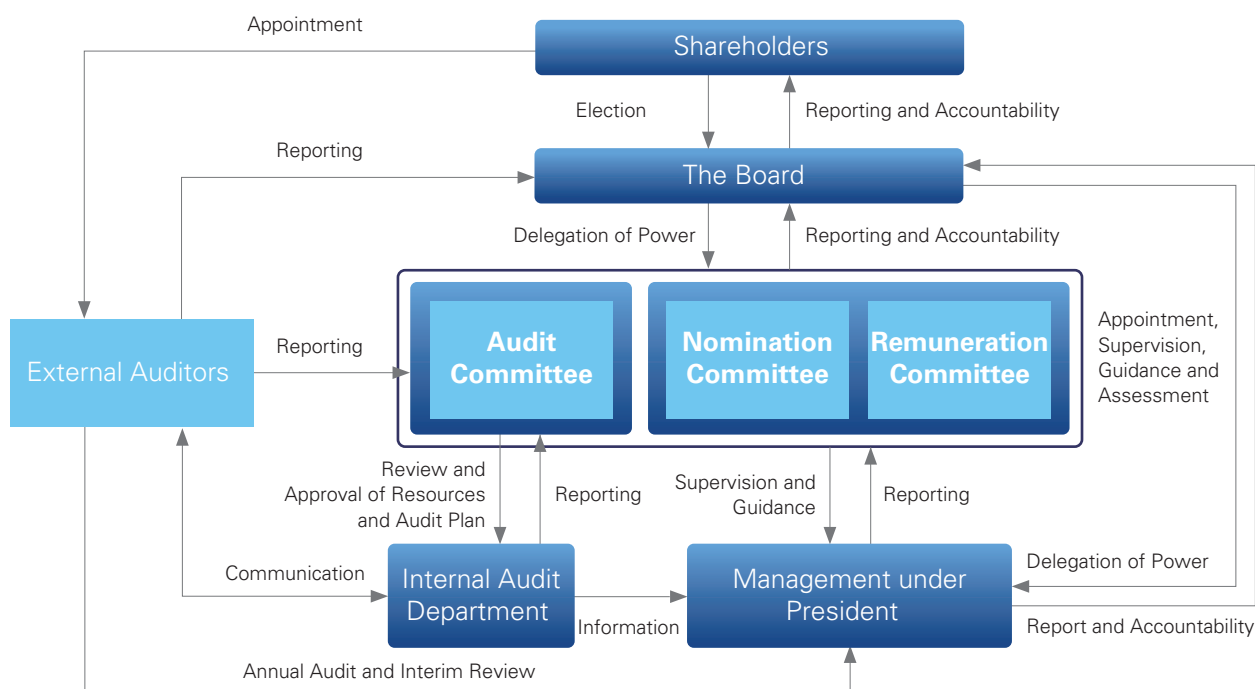 Appointment
Shareholders
Election
Reporting and Accountability
Reporting
The Board
Delegation of Power
Reporting and Accountability
External Auditors
Reporting
Audit
Committee
Nomination
Committee
Remuneration
Committee
Appointment,
Supervision,
Guidance and
Assessment
Review and
Approval of Resources
and Audit Plan
Reporting
Supervision and
Guidance
Reporting
Communication
Internal Audit
Department
Information
Management under
President
Delegation of Power
Report and Accountability
Annual Audit and Interim Review